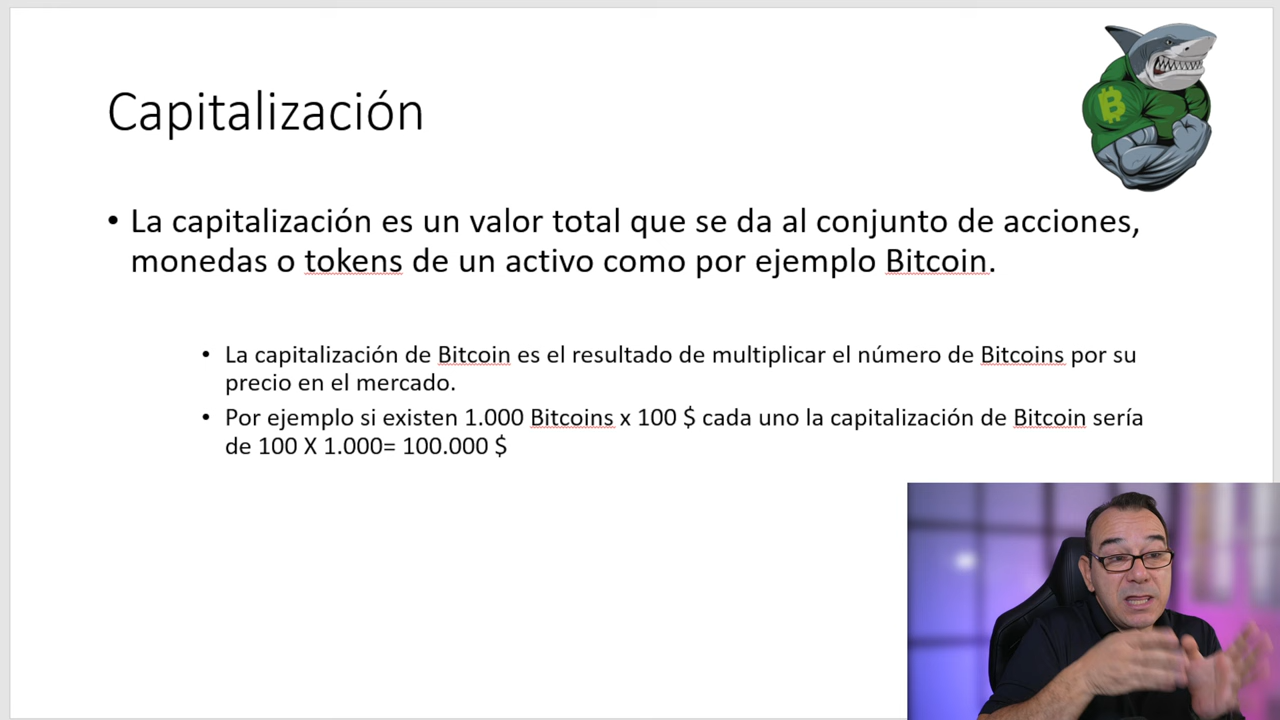 Capitalización
• La capitalización es un valor total que se da al conjunto de acciones,
monedas o tokens de un activo como por ejemplo Bitcoin.
• La capitalización de Bitcoin es el resultado de multiplicar el número de Bitcoins por su
precio en el mercado.
• Por ejemplo si existen 1.000 Bitcoins x 100 $ cada uno la capitalización de Bitcoin sería
de 100 X 1.000= 100.000 $